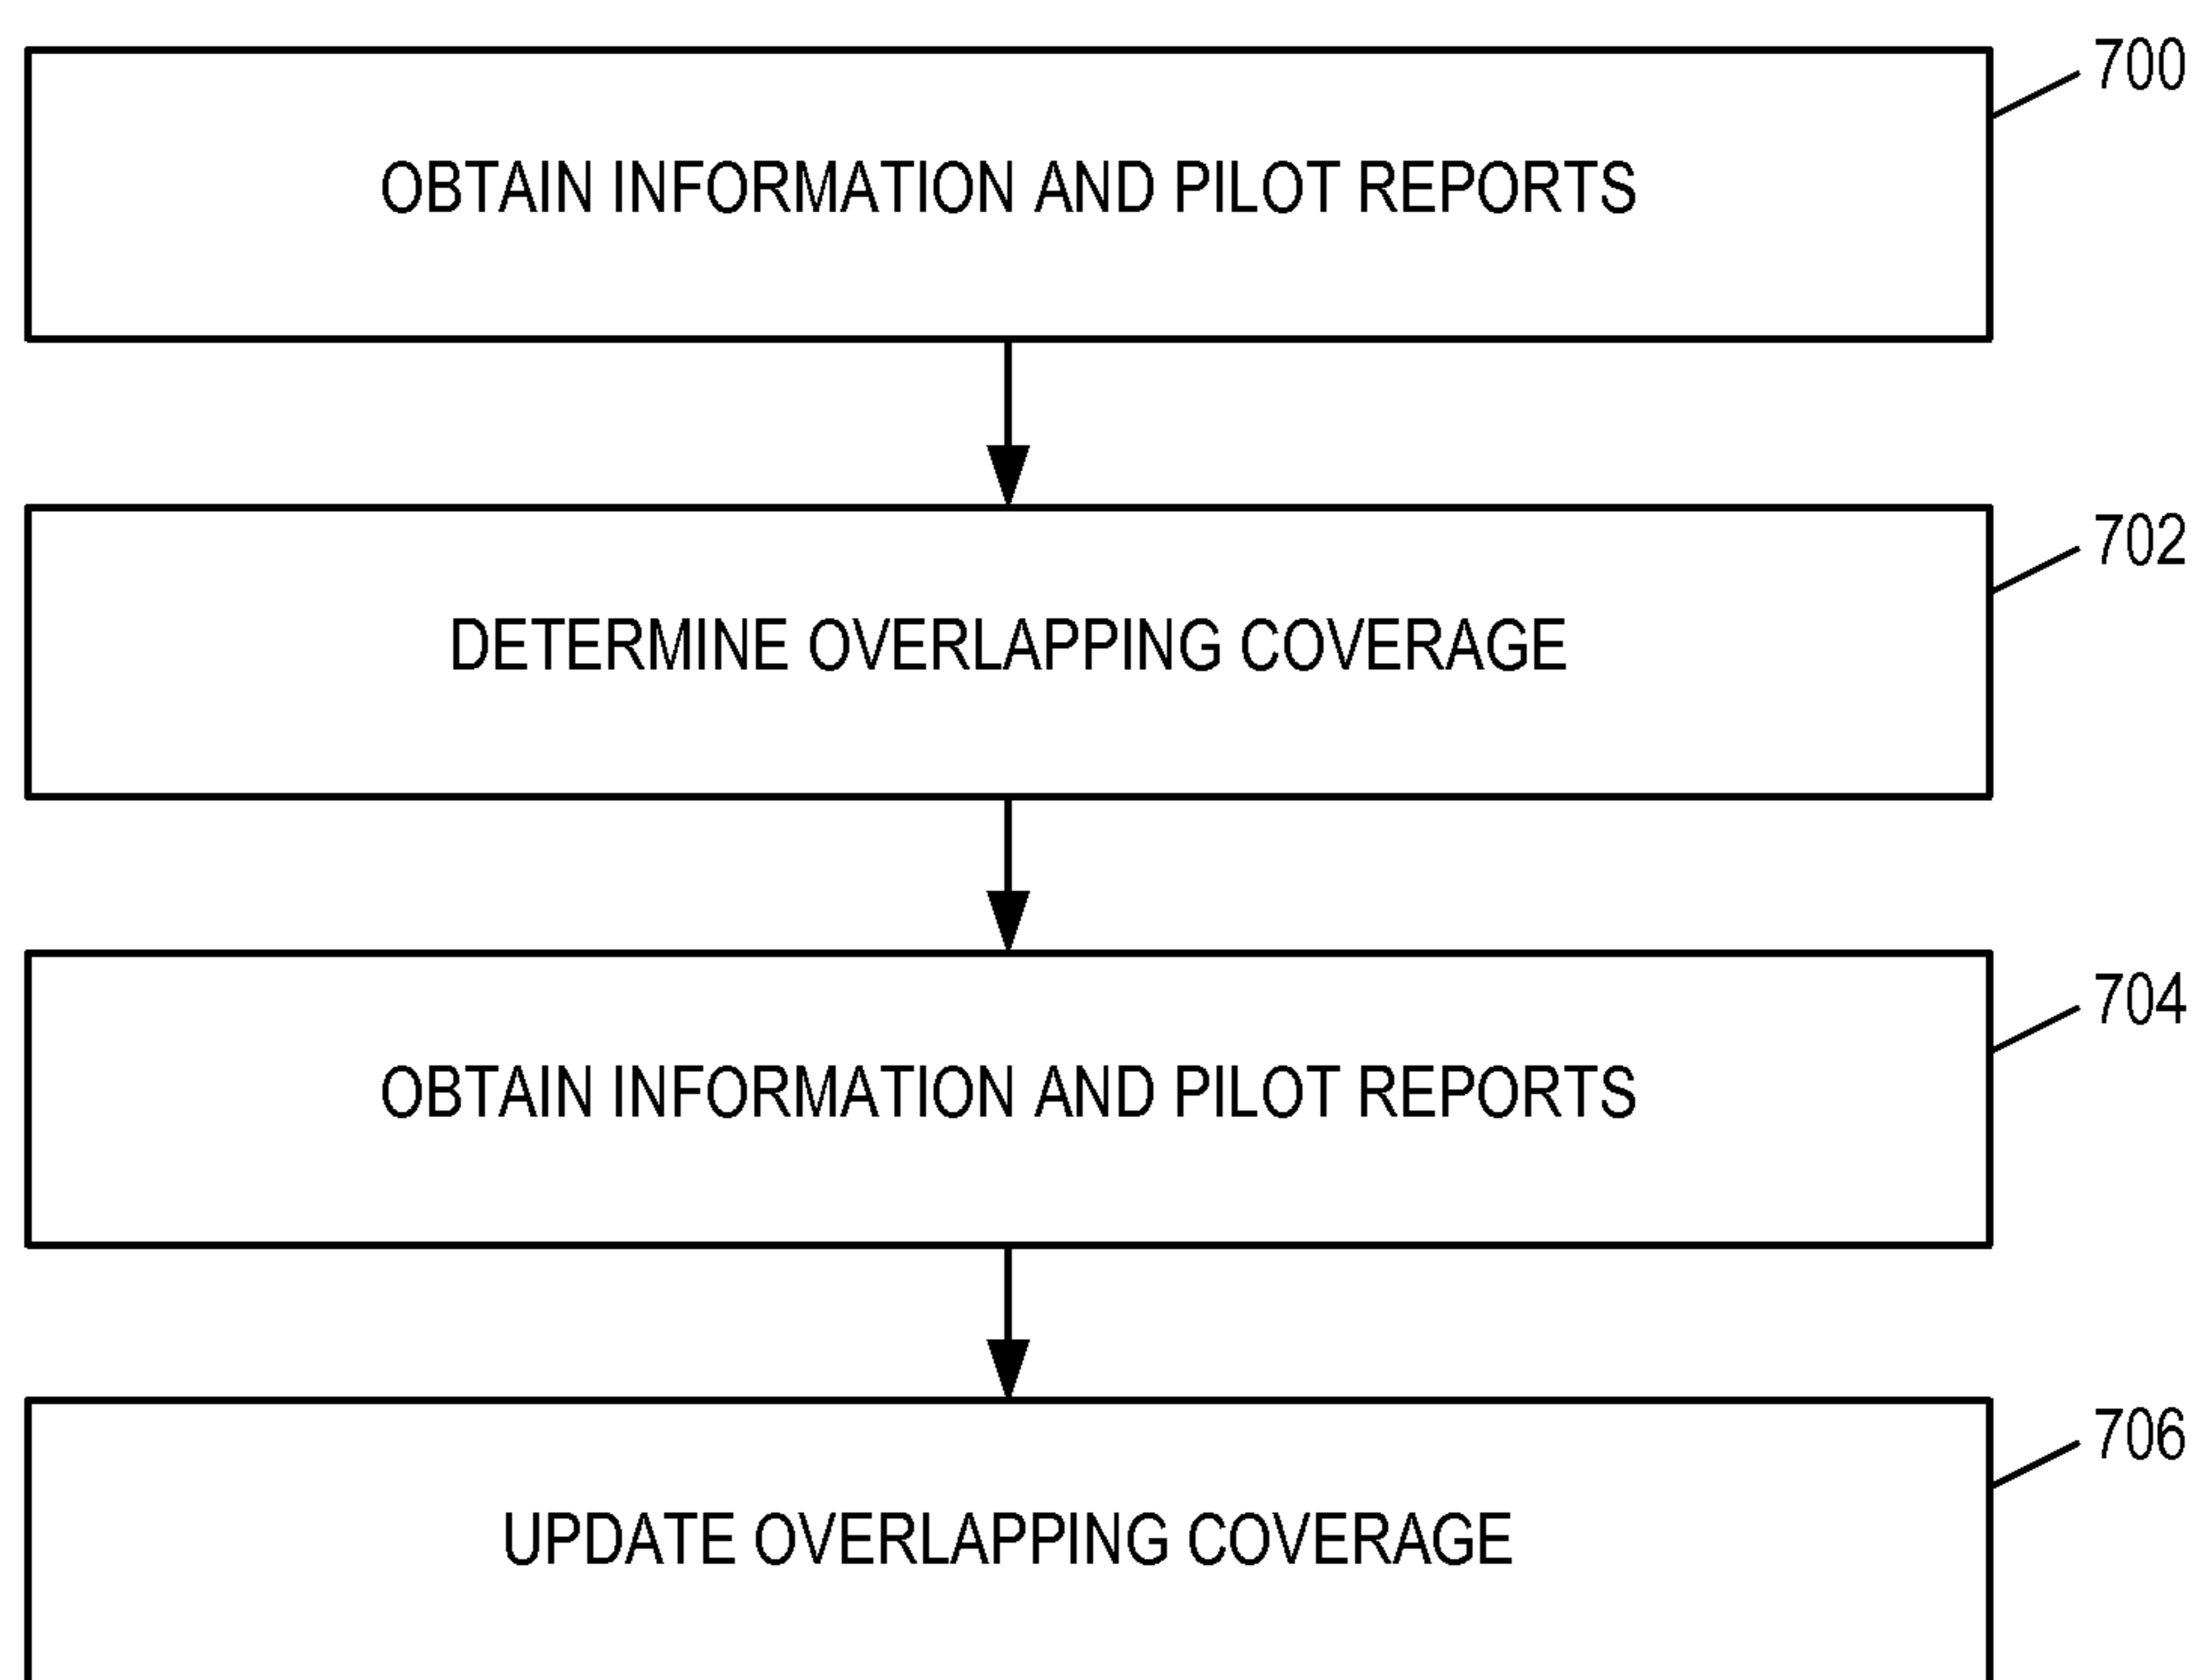 700
OBTAIN INFORMATION AND PILOT REPORTS
702
DETERMINE OVERLAPPING COVERAGE
704
OBTAIN INFORMATION AND PILOT REPORTS
706
UPDATE OVERLAPPING COVERAGE